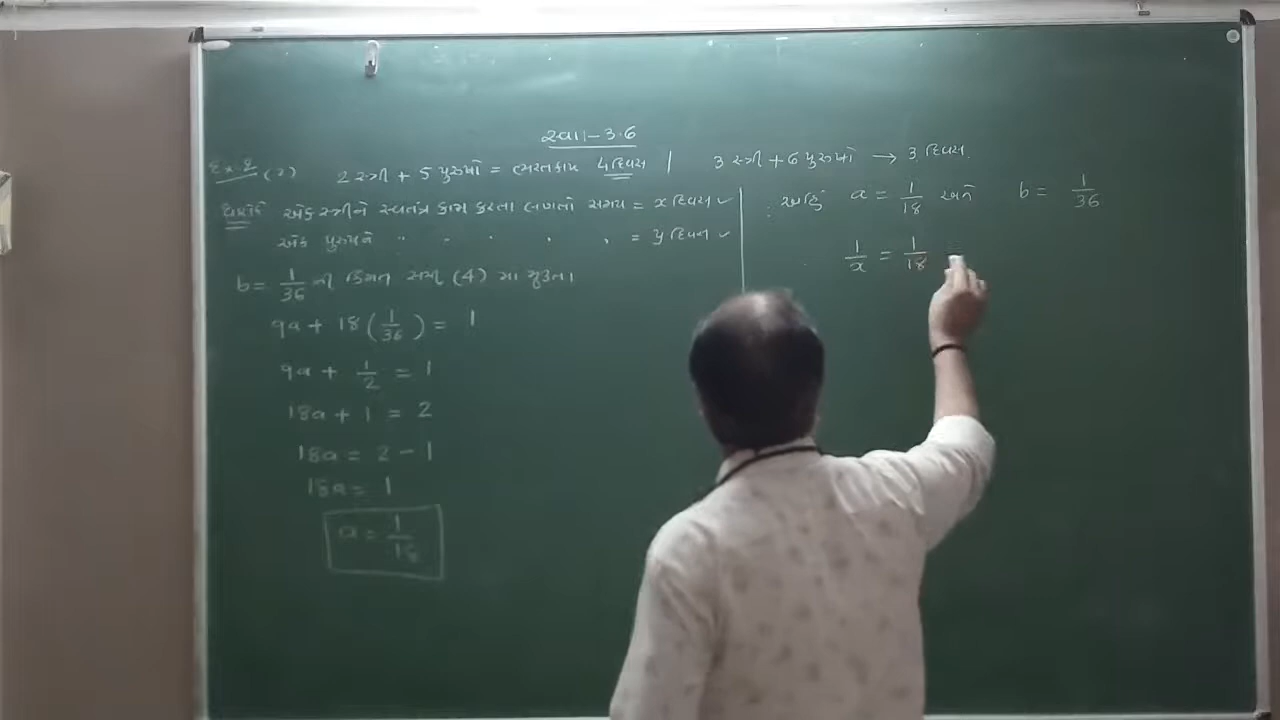 સ્વા - 3.6
Ex 2 (2) 2 સ્ત્રી + 5 પુરુષો = ભરતકામ 4 દિવસ | 3 સ્ત્રી + 6 પુરુષો → 3 દિવસ.
ધારોકે એક સ્ત્રીને સ્વતંત્ર કામ કરતા લાગતો સમય = x દિવસ ✓
એક પુરુષને " " " " , = y દિવસ ✓
b = 1/36 ની કિંમત સમી (4) મા મૂકતા
9a + 18(1/36) = 1
9a + 1/2 = 1
18a + 1 = 2
18a = 2 - 1
18a = 1
a = 1/18
: અહિં a = 1/18 અને b = 1/36
1/x = 1/18